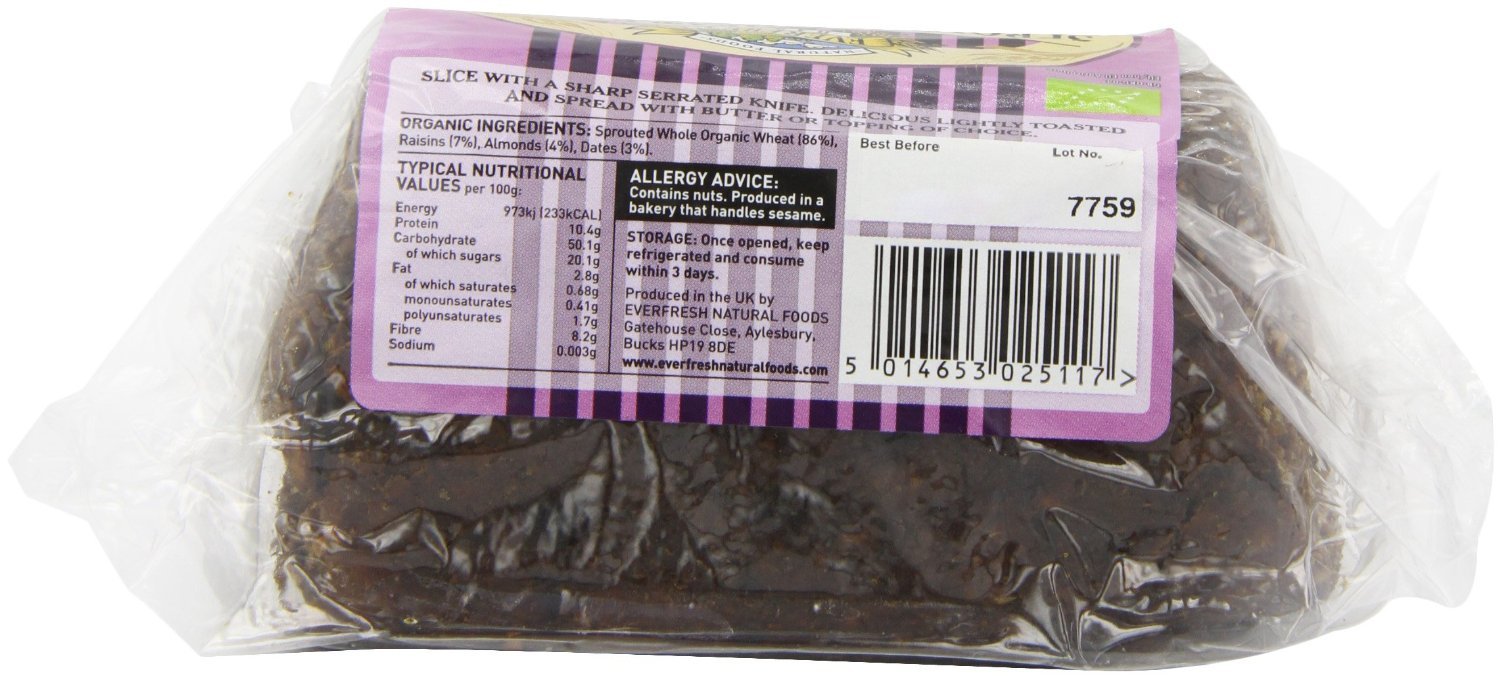 NATURAL FOODS
SLICE WITH A SHARP SERRATED KNIFE. DELICIOUS LIGHTLY TOASTED
AND SPREAD WITH BUTTER OR TOPPING OF CHOICE.
ORGANIC INGREDIENTS: Sprouted Whole Organic Wheat (86%),
Raisins (7%), Almonds (4%), Dates (3%).
TYPICAL NUTRITIONAL
VALUES per 100g:
Energy 973kj (233kCAL)
Protein 10.4g
Carbohydrate 50.1g
of which sugars 20.1g
Fat 2.8g
of which saturates 0.68g
monounsaturates 0.41g
polyunsaturates 1.7g
Fibre 8.2g
Sodium 0.003g
ALLERGY ADVICE:
Contains nuts. Produced in a
bakery that handles sesame.
STORAGE: Once opened, keep
refrigerated and consume
within 3 days.
Produced in the UK by
EVERFRESH NATURAL FOODS
Gatehouse Close, Aylesbury,
Bucks HP19 8DE
www.everfreshnaturalfoods.com
Best Before Lot No.
7759
5 014653 025117 >